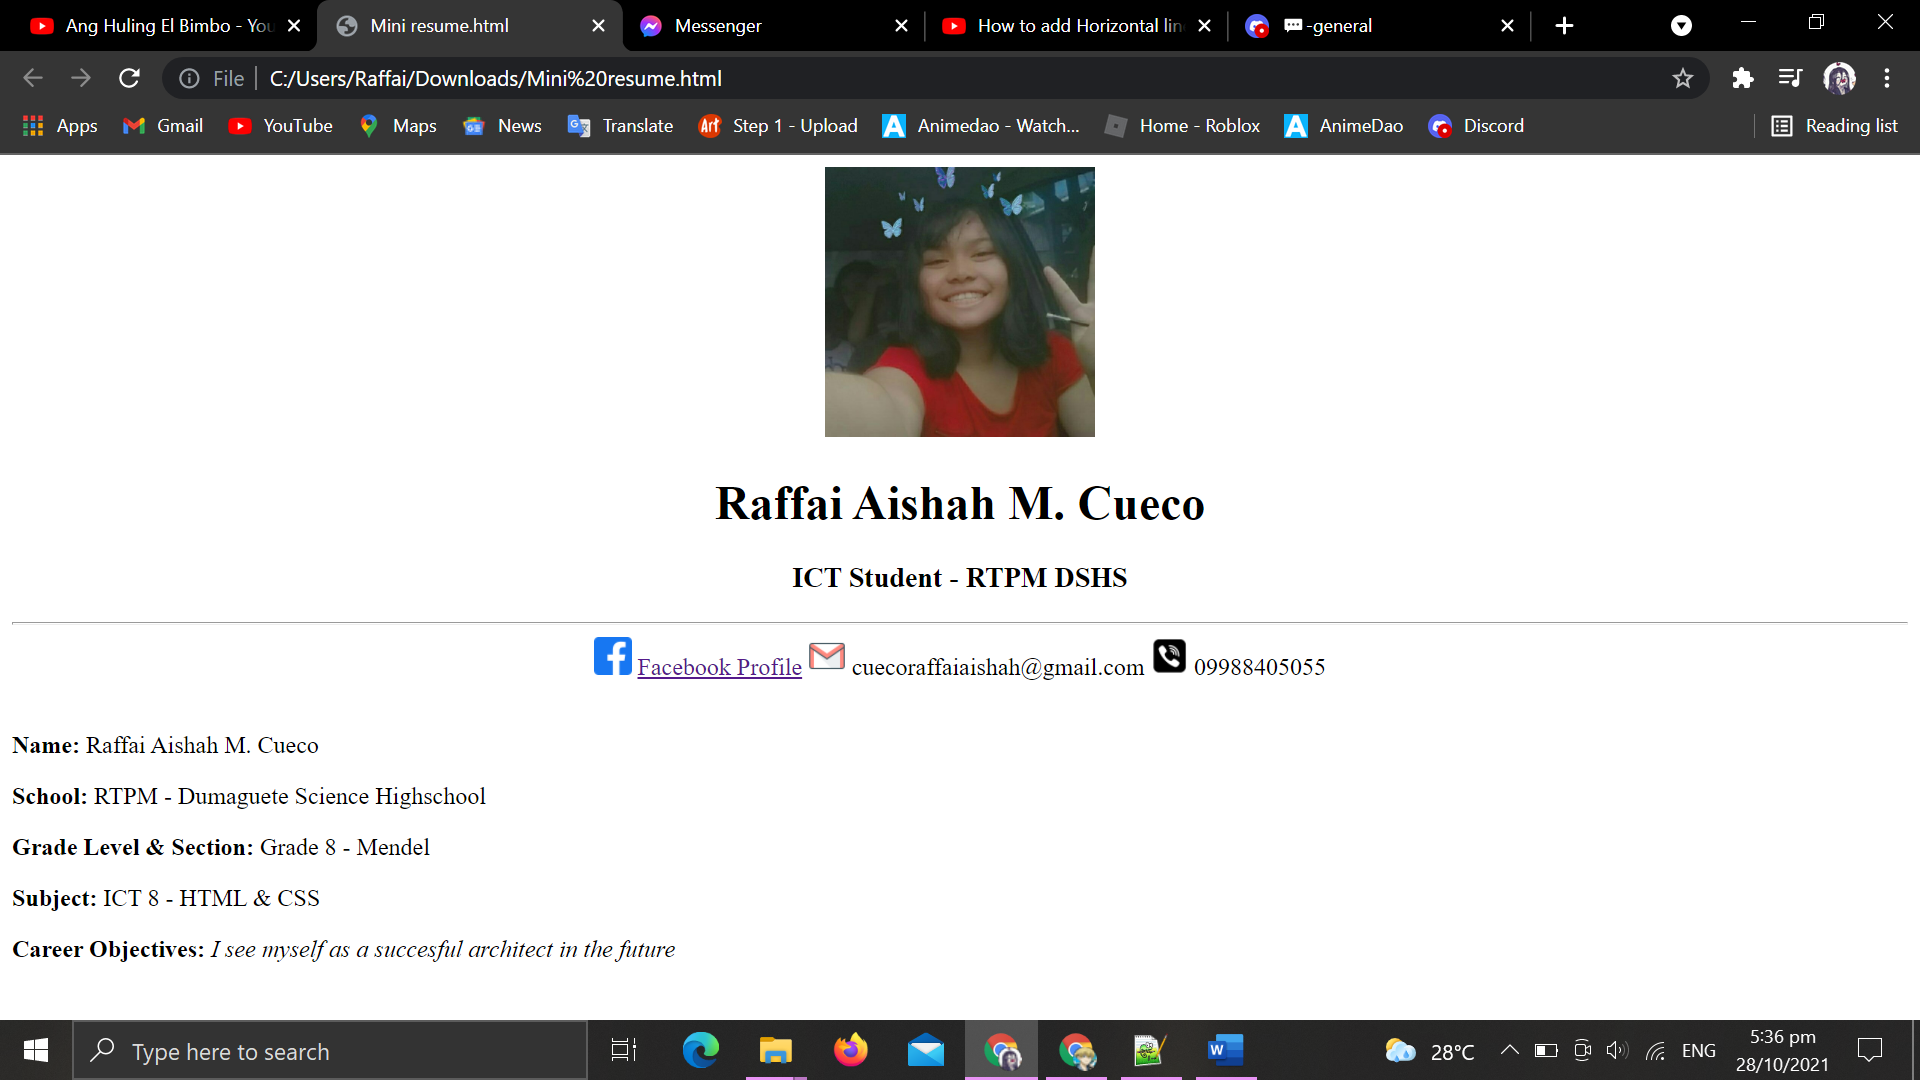 Ang Huling El Bimbo - You
Mini resume.html
Messenger
How to add Horizontal lin
-general
File
C:/Users/Raffai/Downloads/Mini%20resume.html
Apps
Gmail
YouTube
Maps
News
Translate
Art
Step 1 - Upload
A
Animedao - Watch...
Home - Roblox
A
AnimeDao
Discord
Reading list
Raffai Aishah M. Cueco
ICT Student - RTPM DSHS
Facebook Profile cuecoraffaiaishah@gmail.com 09988405055
Name: Raffai Aishah M. Cueco
School: RTPM - Dumaguete Science Highschool
Grade Level & Section: Grade 8 - Mendel
Subject: ICT 8 - HTML & CSS
Career Objectives: I see myself as a succesful architect in the future
Type here to search
W
28°C
ENG
5:36 pm
28/10/2021